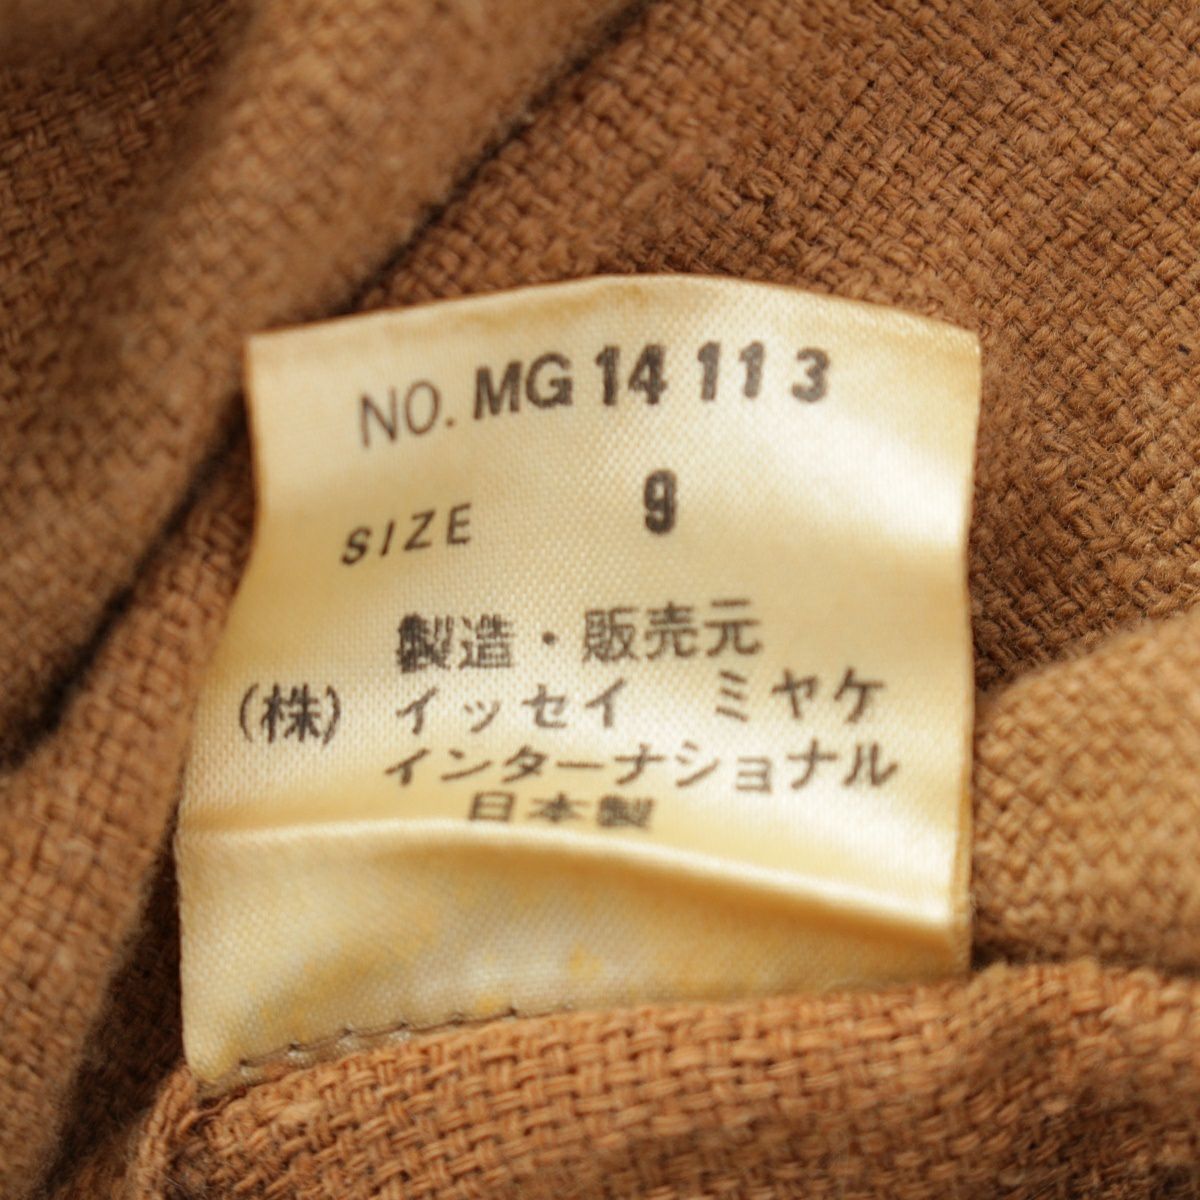 NO. MG 14 11 3
SIZE 9
製造・販売元
(株) イッセイ ミヤケ
インターナショナル
日本製